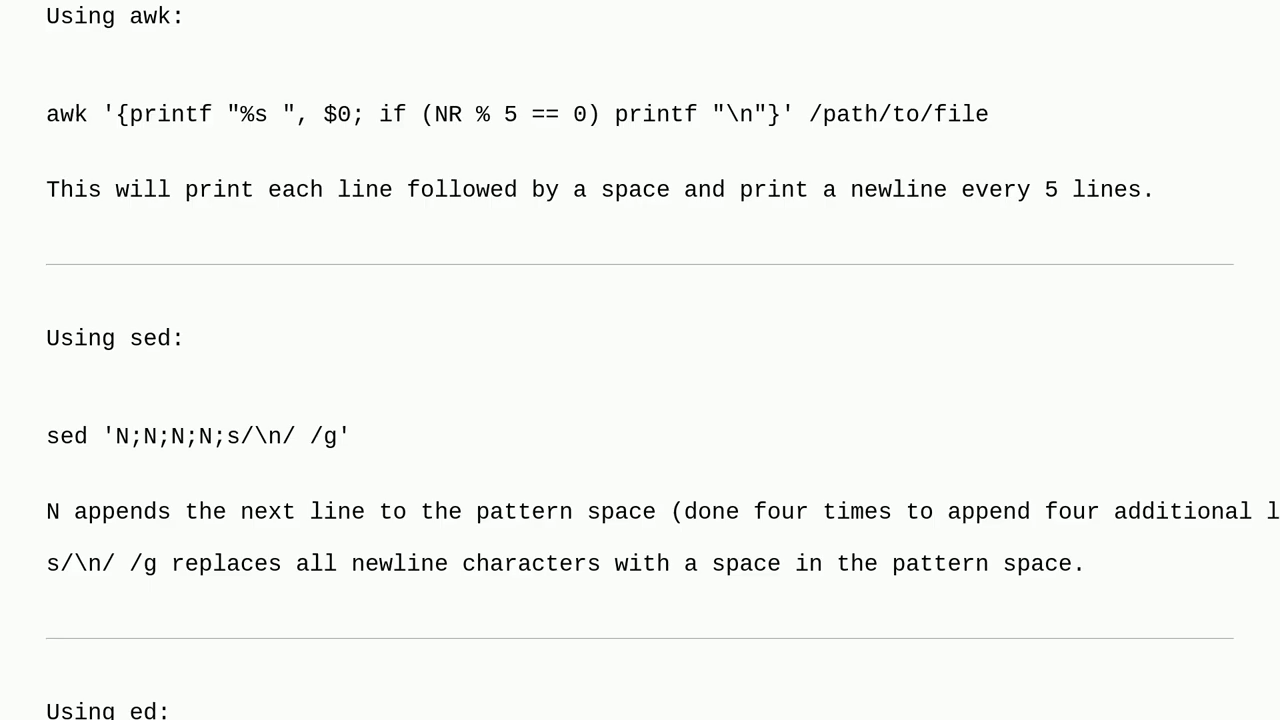 Using awk:
awk '{printf "%s ", $0; if (NR % 5 == 0) printf "\n"}' /path/to/file
This will print each line followed by a space and print a newline every 5 lines.
Using sed:
sed 'N;N;N;N;s/\n/ /g'
N appends the next line to the pattern space (done four times to append four additional l
s/\n/ /g replaces all newline characters with a space in the pattern space.
Using ed: